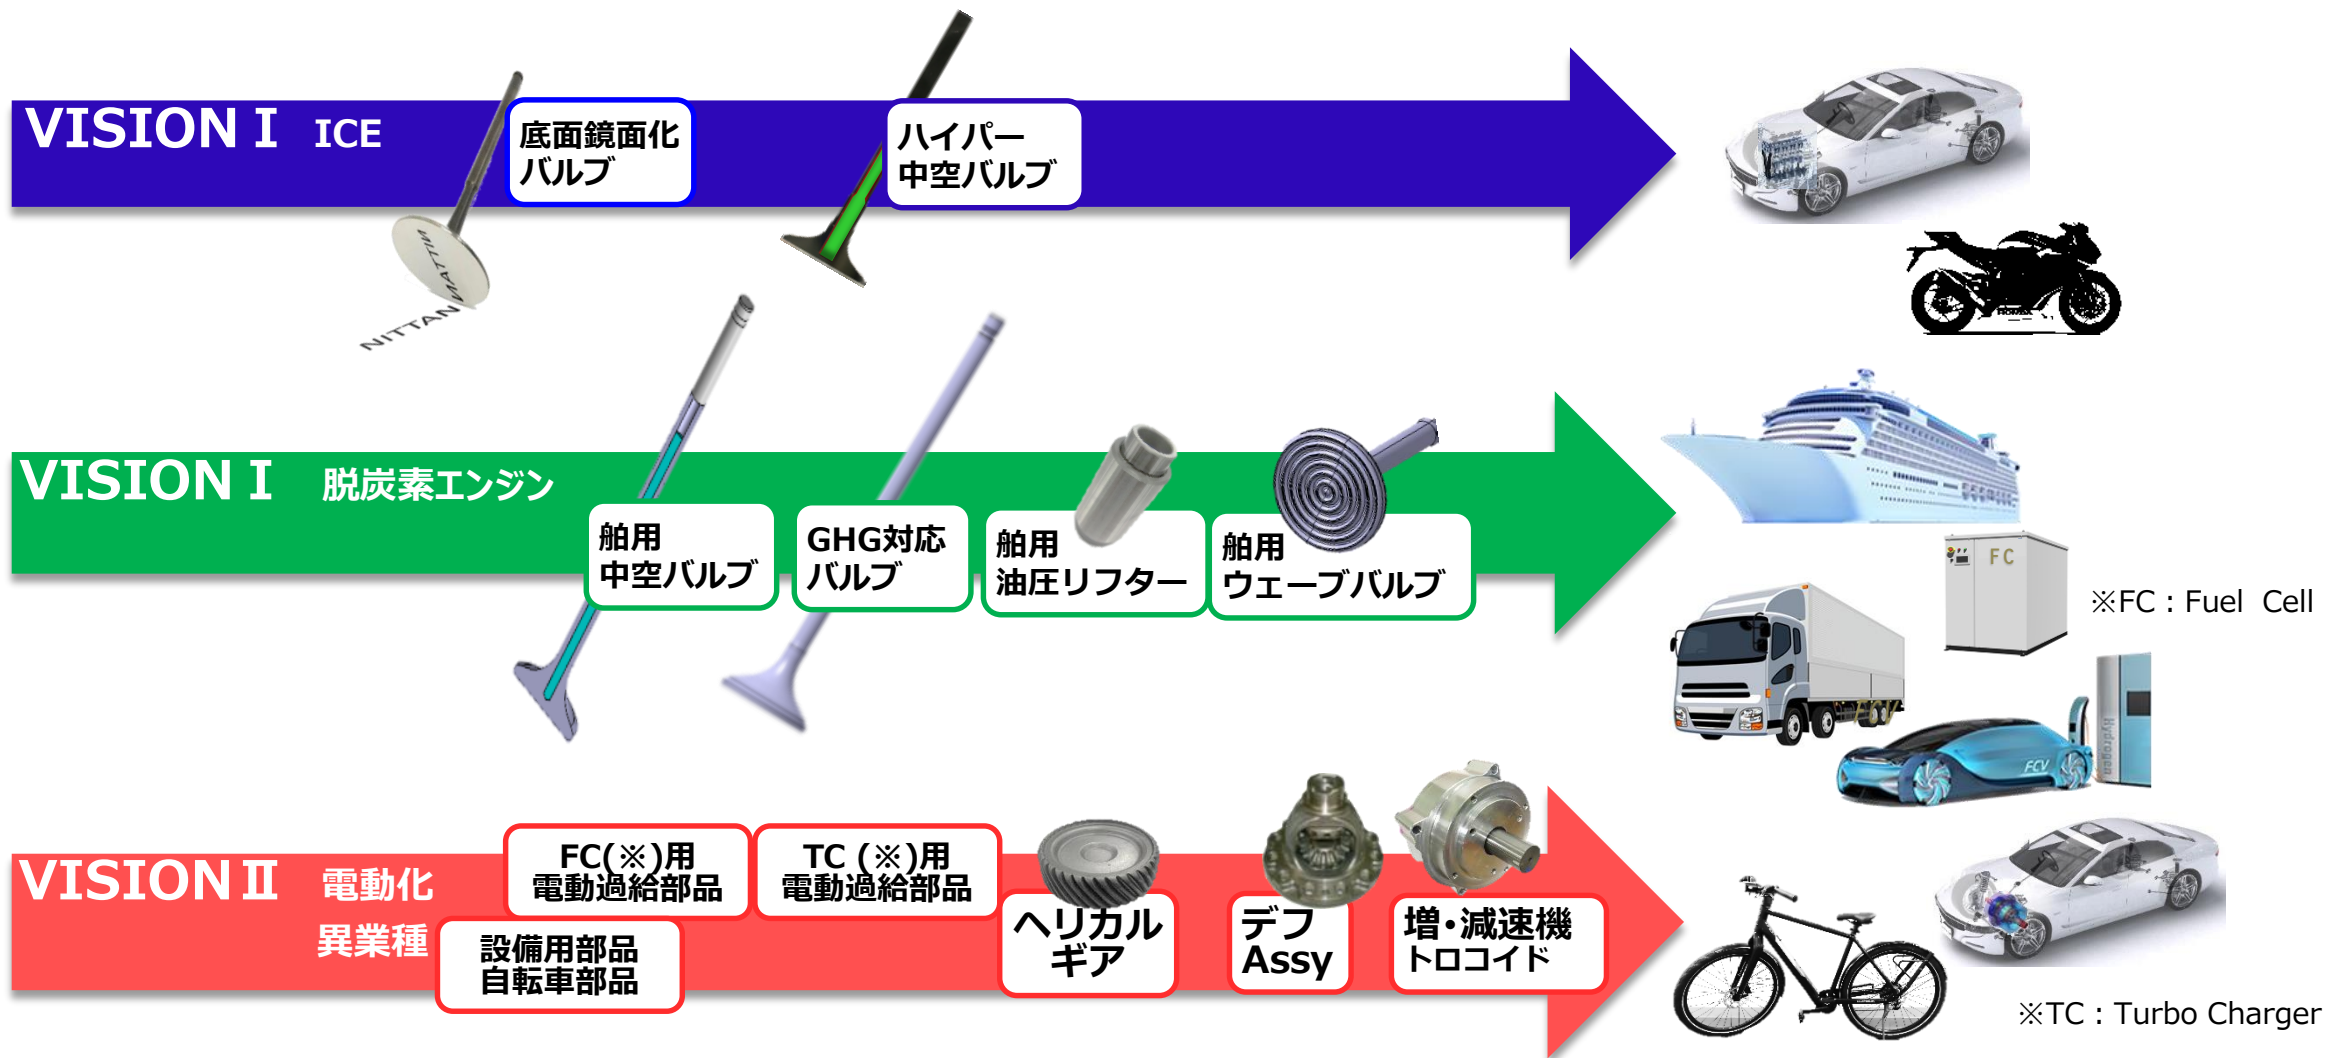 VISION Ⅰ ICE
底面鏡面化
バルブ
ハイパー
中空バルブ
NITTAN
NITTAN
VISION Ⅰ 脱炭素エンジン
舶用
中空バルブ
GHG対応
バルブ
舶用
油圧リフター
舶用
ウェーブバルブ
FC
※FC：Fuel Cell
FCV
Hydrogen
FCV
VISION Ⅱ 電動化
異業種
FC(※)用
電動過給部品
TC (※)用
電動過給部品
設備用部品
自転車部品
ヘリカル
ギア
デフ
Assy
増・減速機
トロコイド
※TC：Turbo Charger